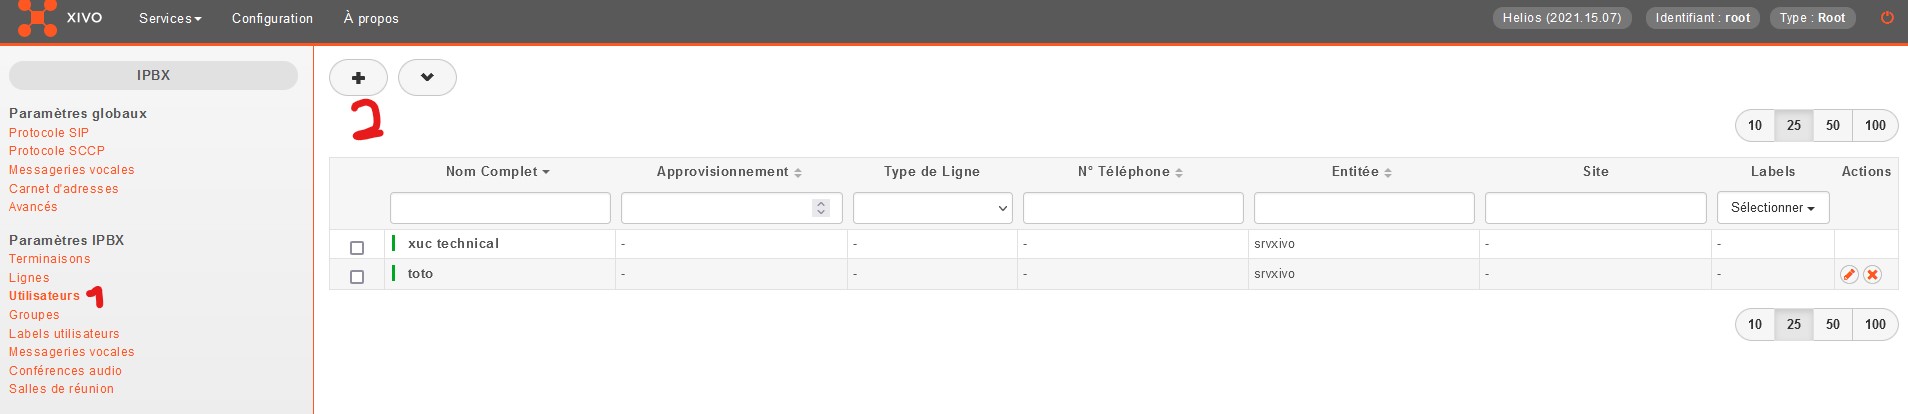 XIVO Services Configuration À propos Helios (2021.15.07) Identifiant : root Type : Root
IPBX
Paramètres globaux
Protocole SIP
Protocole SCCP
Messageries vocales
Carnet d'adresses
Avancés
Paramètres IPBX
Terminaisons
Lignes
Utilisateurs 1
Groupes
Labels utilisateurs
Messageries vocales
Conférences audio
Salles de réunion
2
10 25 50 100
Nom Complet Approvisionnement Type de Ligne N° Téléphone Entitée Site Labels Actions
Sélectionner
xuc technical - - - srvxivo - -
toto - - - srvxivo - -
10 25 50 100